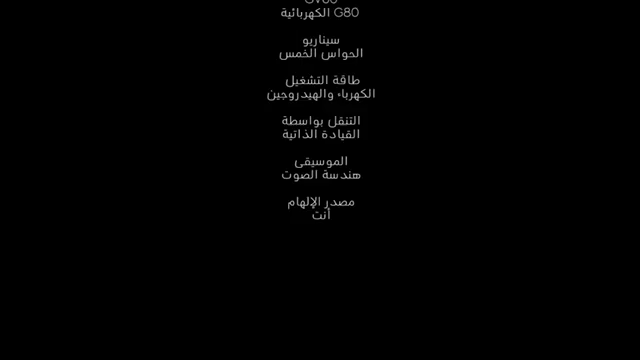 GV60
G80 الكهربائية
سيناريو
الحواس الخمس
طاقة التشغيل
الكهرباء والهيدروجين
التنقل بواسطة
القيادة الذاتية
الموسيقى
هندسة الصوت
مصدر الإلهام
أنت